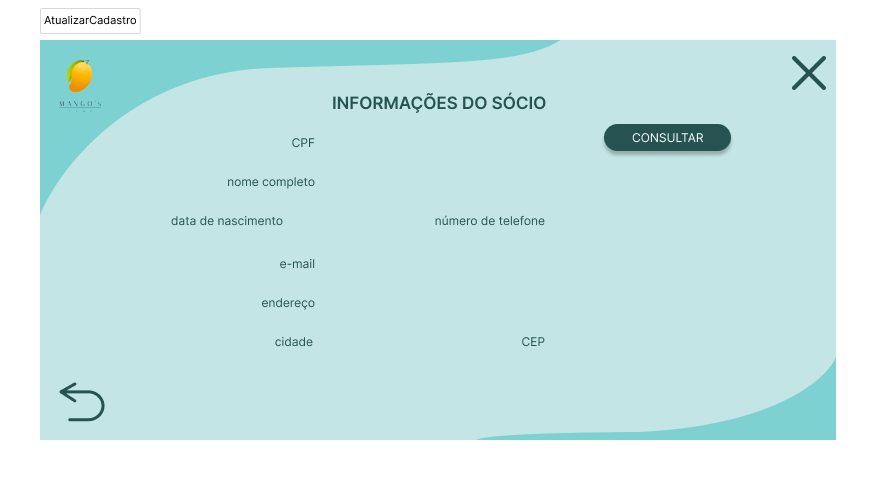 AtualizarCadastro
MANGO's
INFORMAÇÕES DO SÓCIO
CPF
CONSULTAR
nome completo
data de nascimento
número de telefone
e-mail
endereço
cidade
CEP